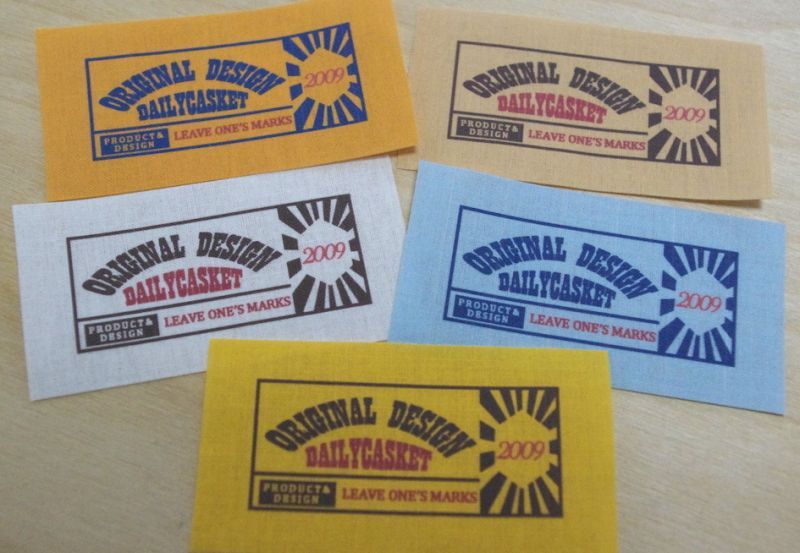 ORIGINAL DESIGN
DAILYCASKET
2009
PRODUCT&
DESIGN
LEAVE ONE'S MARKS
ORIGINAL DESIGN
DAILYCASKET
2009
PRODUCT&
DESIGN
LEAVE ONE'S MARKS
ORIGINAL DESIGN
DAILYCASKET
2009
PRODUCT&
DESIGN
LEAVE ONE'S MARKS
ORIGINAL DESIGN
DAILYCASKET
2009
PRODUCT&
DESIGN
LEAVE ONE'S MARKS
ORIGINAL DESIGN
DAILYCASKET
2009
PRODUCT&
DESIGN
LEAVE ONE'S MARKS